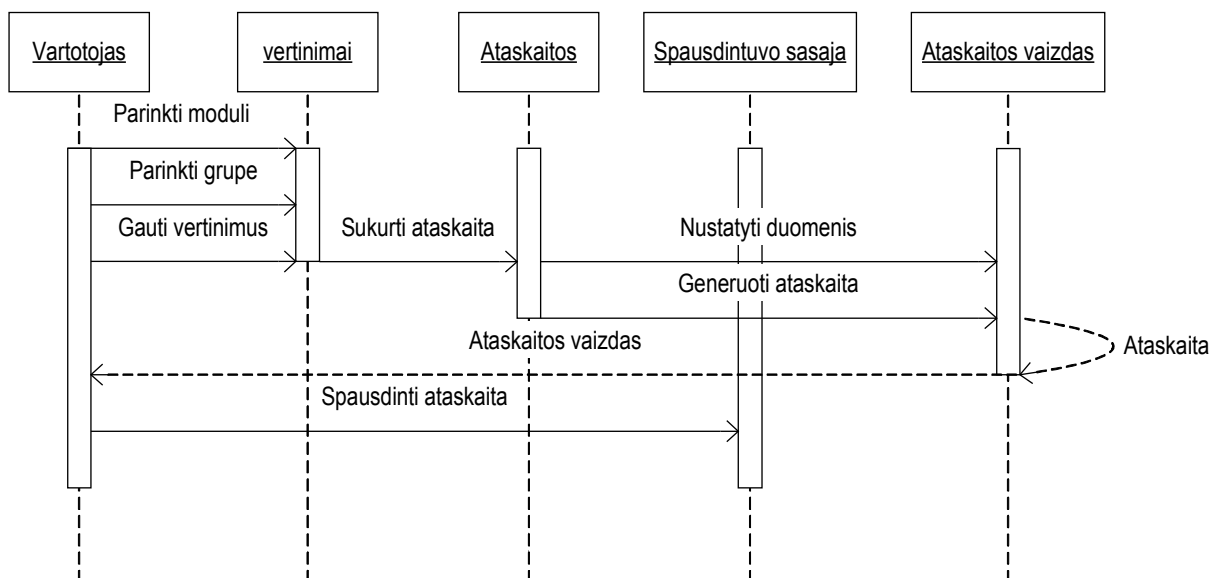 Vartotojas
vertinimai
Ataskaitos
Spausdintuvo sasaja
Ataskaitos vaizdas
Parinkti moduli
Parinkti grupe
Gauti vertinimus
Sukurti ataskaita
Nustatyti duomenis
Generuoti ataskaita
Ataskaitos vaizdas
Ataskaita
Spausdinti ataskaita